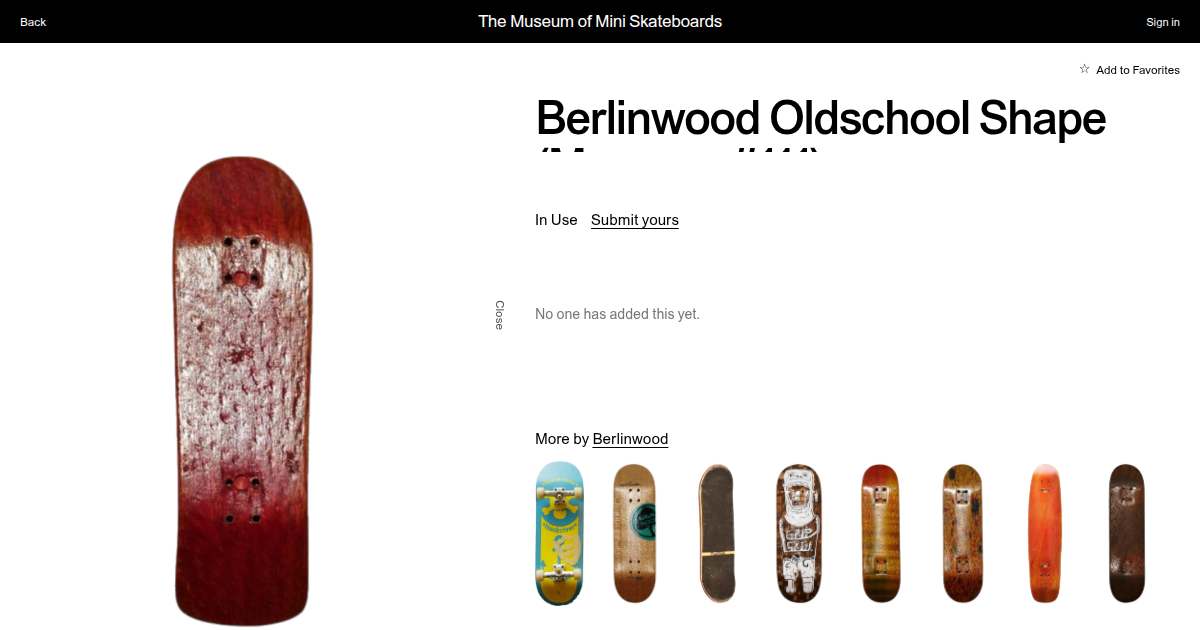 Back
The Museum of Mini Skateboards
Sign in
☆ Add to Favorites
Berlinwood Oldschool Shape
In Use Submit yours
Close
No one has added this yet.
More by Berlinwood